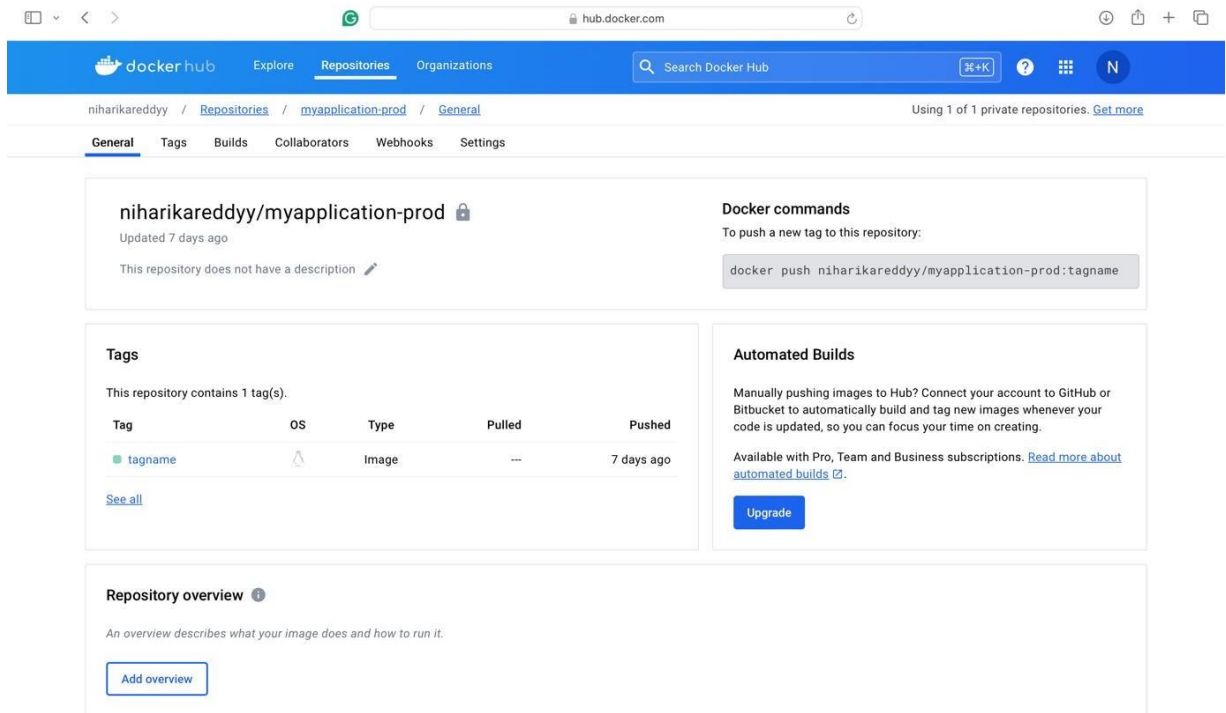 hub.docker.com
dockerhub Explore Repositories Organizations Search Docker Hub ⌘+K ? N
niharikareddyy / Repositories / myapplication-prod / General Using 1 of 1 private repositories. Get more
General Tags Builds Collaborators Webhooks Settings
niharikareddyy/myapplication-prod
Updated 7 days ago
This repository does not have a description
Docker commands
To push a new tag to this repository:
docker push niharikareddyy/myapplication-prod:tagname
Tags
This repository contains 1 tag(s).
Tag OS Type Pulled Pushed
tagname Image --- 7 days ago
See all
Automated Builds
Manually pushing images to Hub? Connect your account to GitHub or
Bitbucket to automatically build and tag new images whenever your
code is updated, so you can focus your time on creating.
Available with Pro, Team and Business subscriptions. Read more about
automated builds.
Upgrade
Repository overview
An overview describes what your image does and how to run it.
Add overview